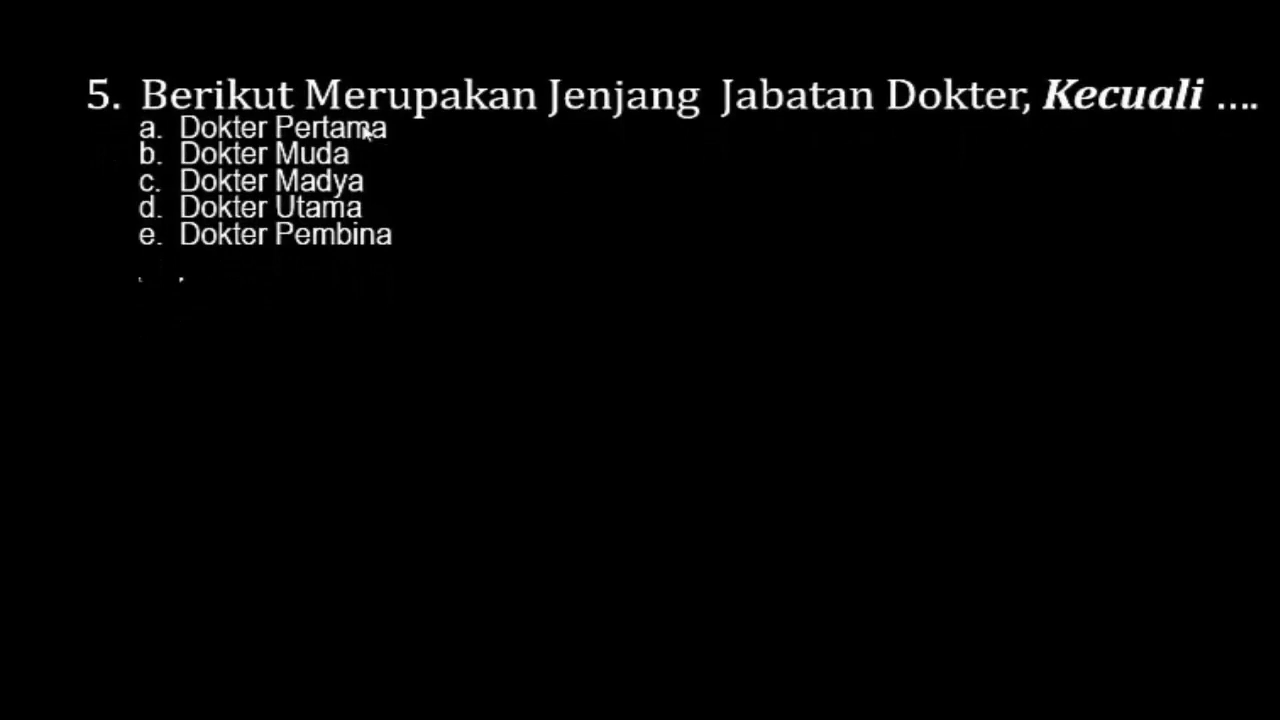 5. Berikut Merupakan Jenjang Jabatan Dokter, Kecuali ....
a. Dokter Pertama
b. Dokter Muda
c. Dokter Madya
d. Dokter Utama
e. Dokter Pembina